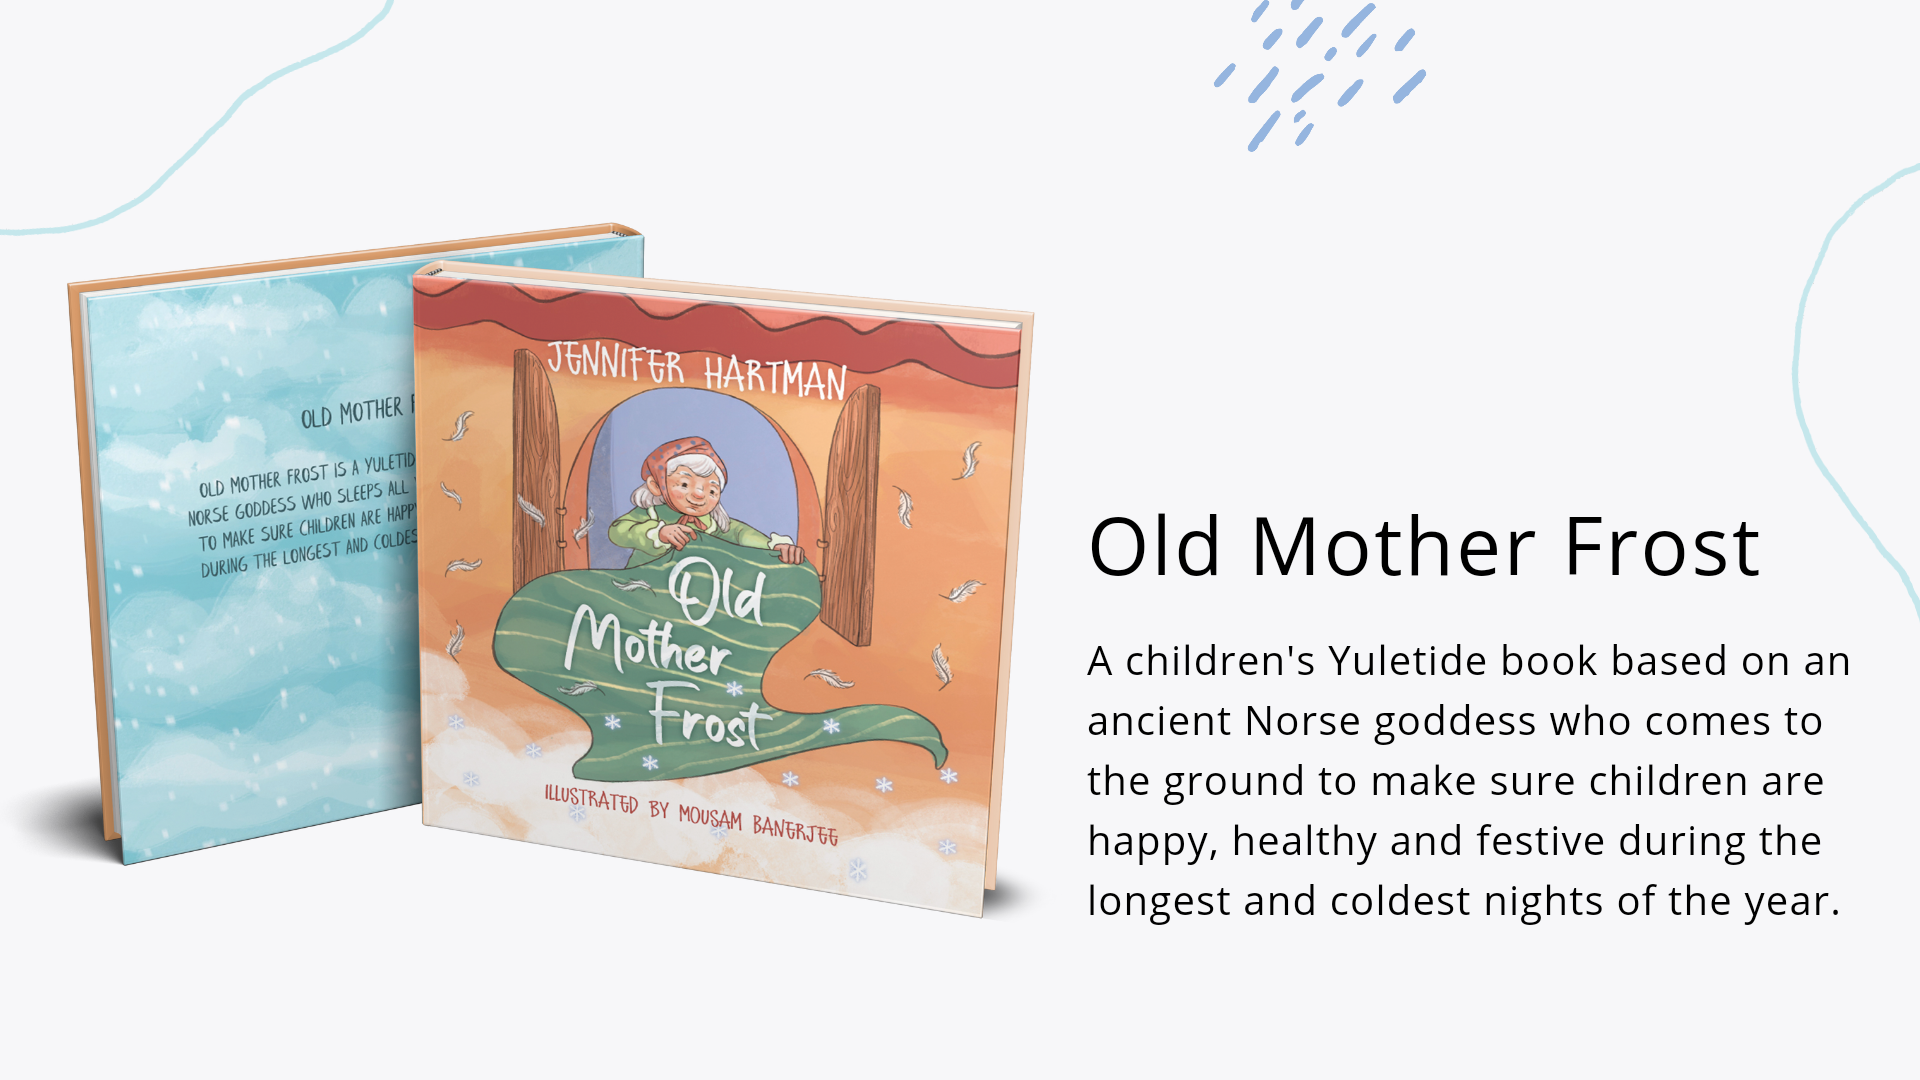 OLD MOTHER
OLD MOTHER FROST IS A
NORSE GODDESS WHO SLEEPS ALL
TO MAKE SURE CHILDREN ARE
DURING THE LONGEST AND
JENNIFER HARTMAN
Old
Mother
Frost
ILLUSTRATED BY MOUSAM BANERJEE
Old Mother Frost
A children's Yuletide book based on an
ancient Norse goddess who comes to
the ground to make sure children are
happy, healthy and festive during the
longest and coldest nights of the year.